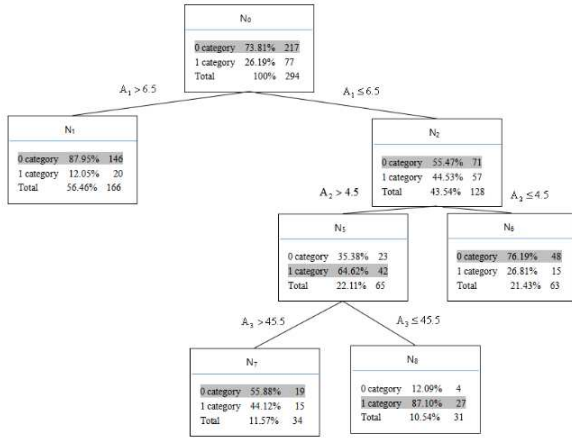 N0
0 category 73.81% 217
1 category 26.19% 77
Total 100% 294
A1 > 6.5
A1 ≤ 6.5
N1
0 category 87.95% 146
1 category 12.05% 20
Total 56.46% 166
N2
0 category 55.47% 71
1 category 44.53% 57
Total 43.54% 128
A2 > 4.5
A2 ≤ 4.5
N5
0 category 35.38% 23
1 category 64.62% 42
Total 22.11% 65
N6
0 category 76.19% 48
1 category 26.81% 15
Total 21.43% 63
A3 > 45.5
A3 ≤ 45.5
N7
0 category 55.88% 19
1 category 44.12% 15
Total 11.57% 34
N8
0 category 12.09% 4
1 category 87.10% 27
Total 10.54% 31